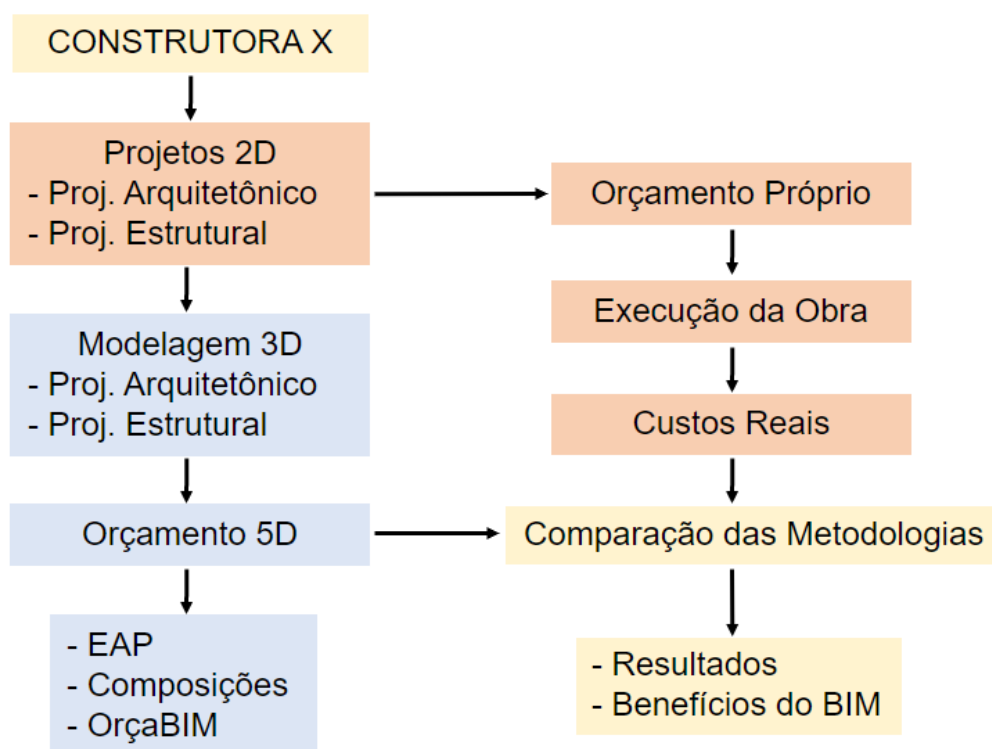 CONSTRUTORA X
Projetos 2D
- Proj. Arquitetônico
- Proj. Estrutural
Orçamento Próprio
Execução da Obra
Modelagem 3D
- Proj. Arquitetônico
- Proj. Estrutural
Custos Reais
Orçamento 5D
Comparação das Metodologias
- EAP
- Composições
- OrçaBIM
- Resultados
- Benefícios do BIM